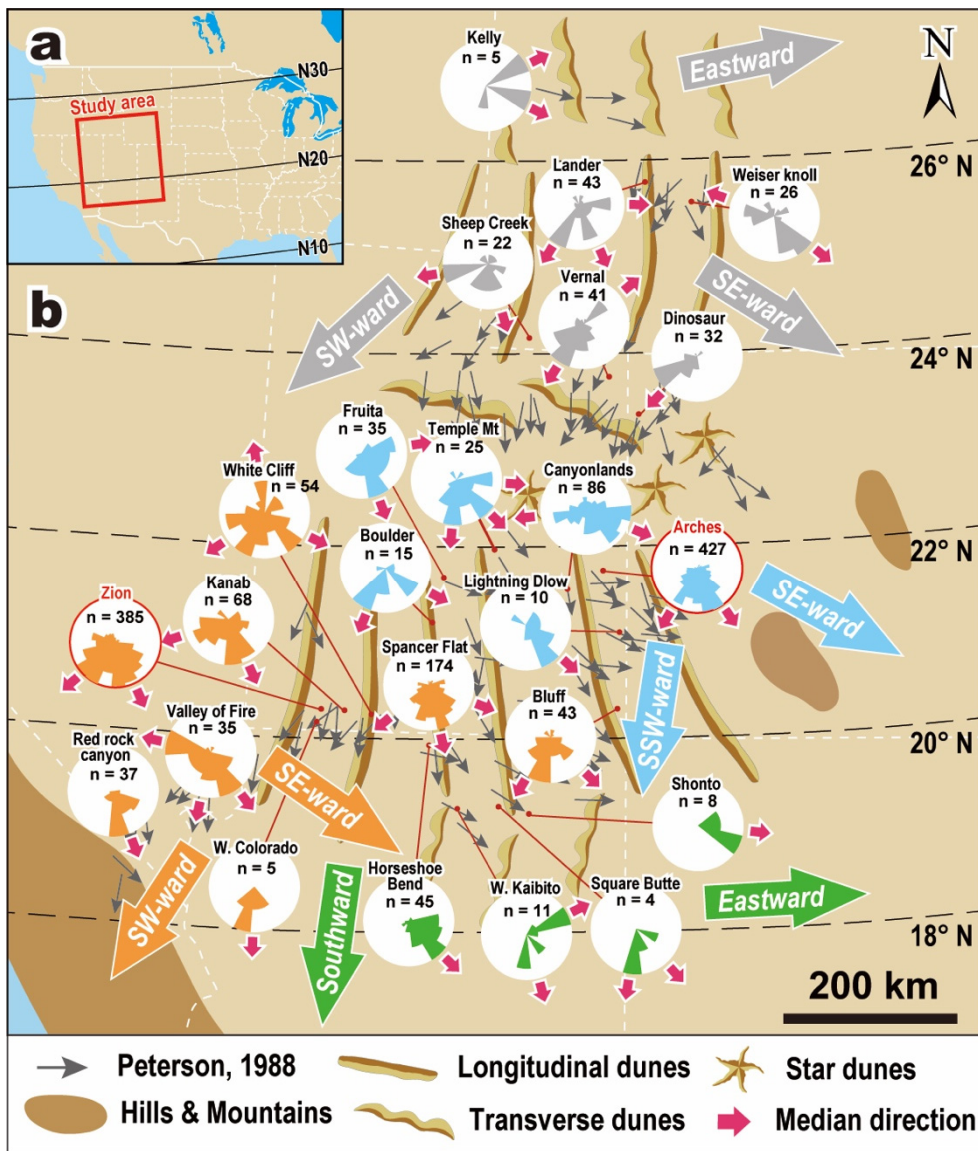 a
N30
Study area
N20
N10
Kelly
n = 5
Eastward
N
26° N
Lander
n = 43
Weiser knoll
n = 26
Sheep Creek
n = 22
Vernal
n = 41
b
SW-ward
SE-ward
Dinosaur
n = 32
24° N
Fruita
n = 35
Temple Mt
n = 25
White Cliff
n = 54
Canyonlands
n = 86
Boulder
n = 15
Arches
n = 427
22° N
Zion
n = 385
Kanab
n = 68
Lightning Dlow
n = 10
SE-ward
Spancer Flat
n = 174
Valley of Fire
n = 35
Bluff
n = 43
SSW-ward
20° N
Red rock
canyon
n = 37
SE-ward
Shonto
n = 8
W. Colorado
n = 5
Horseshoe
Bend
n = 45
W. Kaibito
n = 11
Square Butte
n = 4
Eastward
SW-ward
Southward
18° N
200 km
Peterson, 1988
Longitudinal dunes
Star dunes
Hills & Mountains
Transverse dunes
Median direction